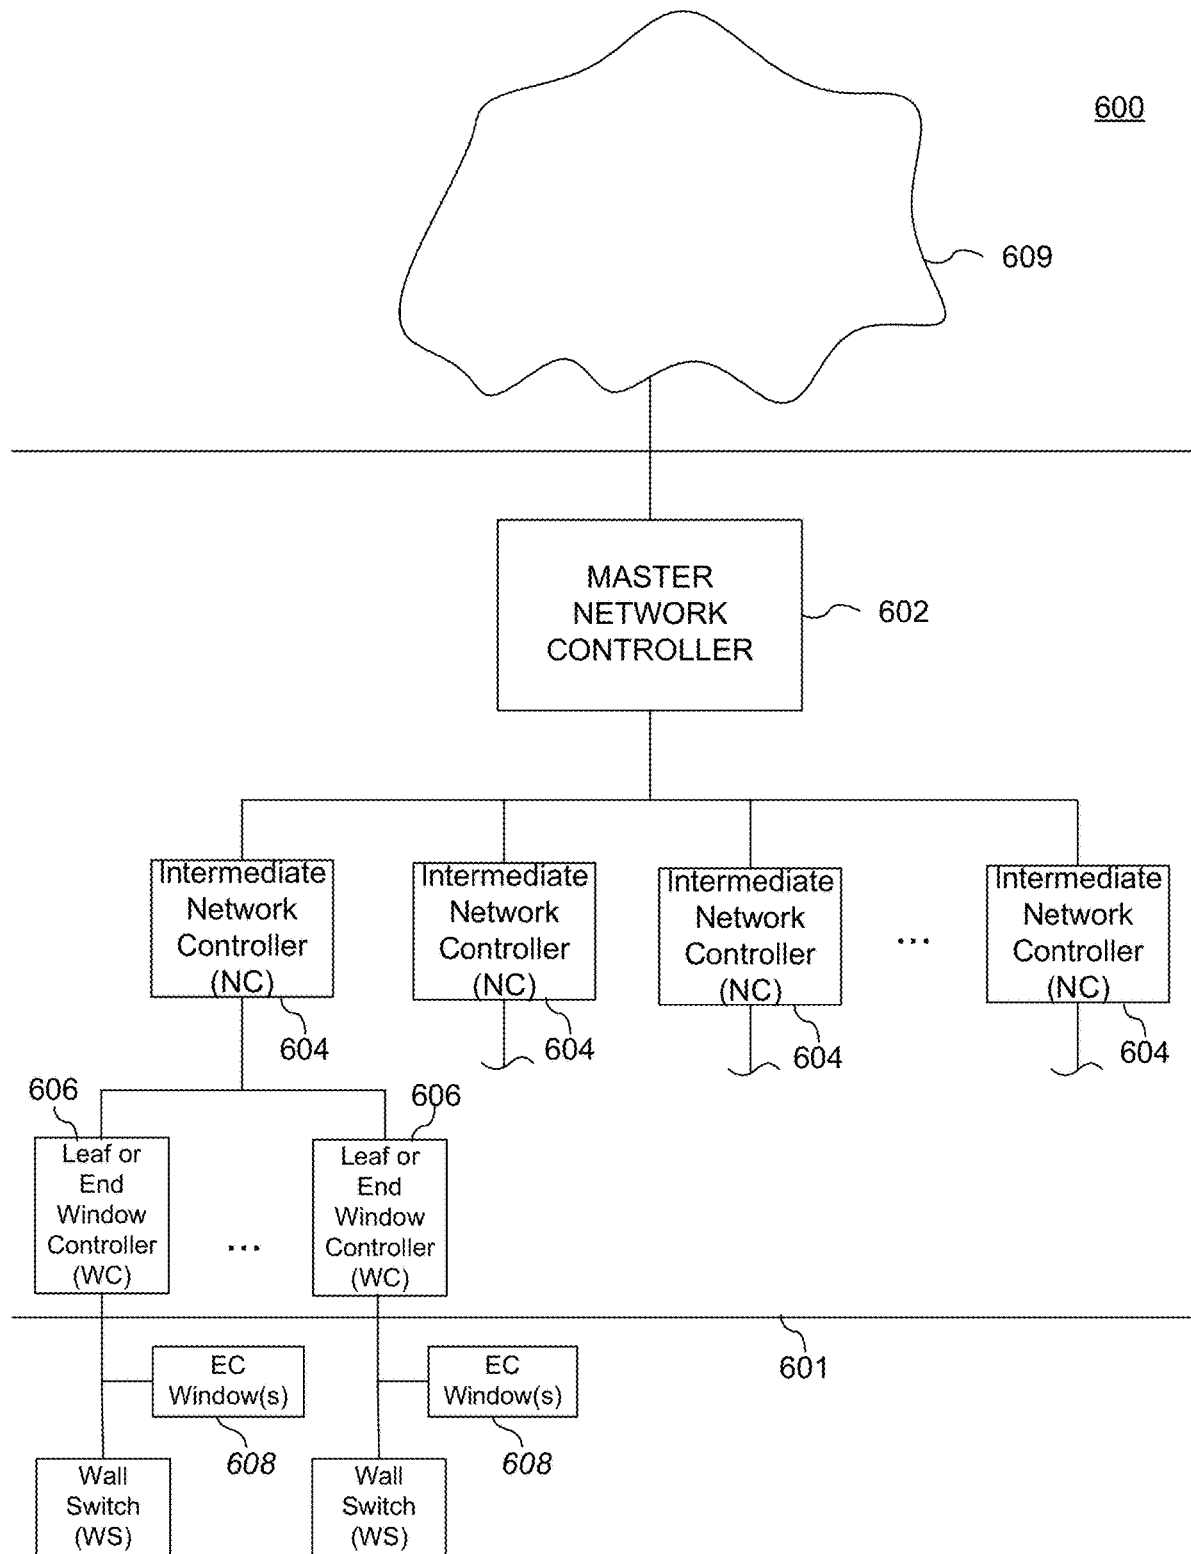 600
609
MASTER
NETWORK
CONTROLLER
602
Intermediate
Network
Controller
(NC)
604
Intermediate
Network
Controller
(NC)
604
Intermediate
Network
Controller
(NC)
604
...
Intermediate
Network
Controller
(NC)
604
606
Leaf or
End
Window
Controller
(WC)
...
606
Leaf or
End
Window
Controller
(WC)
601
EC
Window(s)
608
EC
Window(s)
608
Wall
Switch
(WS)
Wall
Switch
(WS)